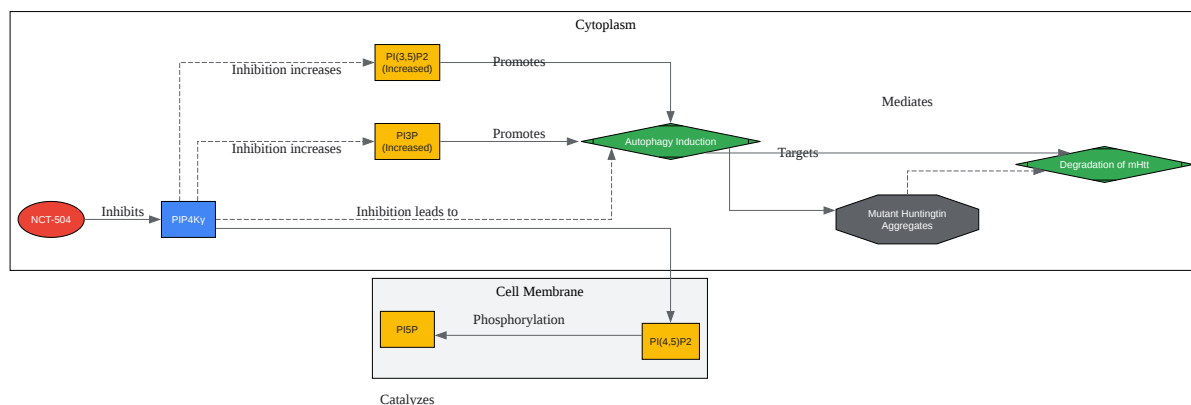 Cytoplasm
PI(3,5)P2
(Increased)
Inhibition increases
Promotes
Mediates
PI3P
(Increased)
Inhibition increases
Promotes
Autophagy Induction
Targets
Degradation of mHtt
NCT-504
Inhibits
PIP4Kγ
Inhibition leads to
Mutant Huntingtin
Aggregates
Cell Membrane
PI5P
Phosphorylation
PI(4,5)P2
Catalyzes